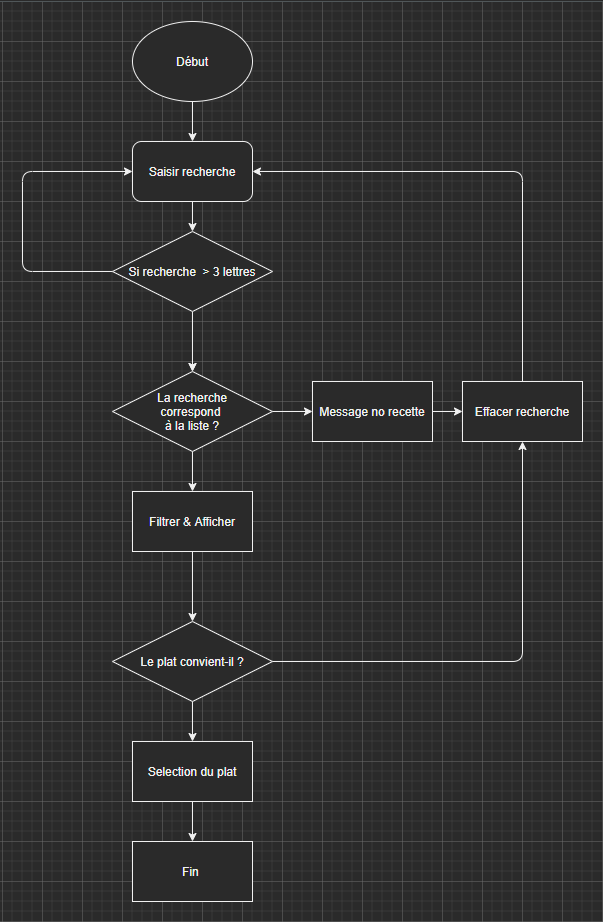 Début
Saisir recherche
Si recherche > 3 lettres
La recherche
correspond
à la liste ?
Message no recette
Effacer recherche
Filtrer & Afficher
Le plat convient-il ?
Selection du plat
Fin